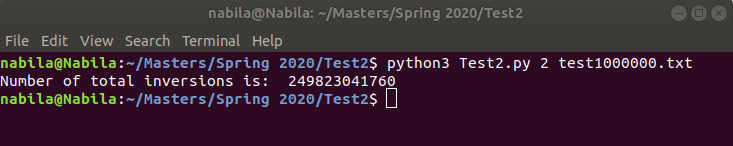 nabila@Nabila: ~/Masters/Spring 2020/Test2
File Edit View Search Terminal Help
nabila@Nabila:~/Masters/Spring 2020/Test2$ python3 Test2.py 2 test1000000.txt
Number of total inversions is:  249823041760
nabila@Nabila:~/Masters/Spring 2020/Test2$